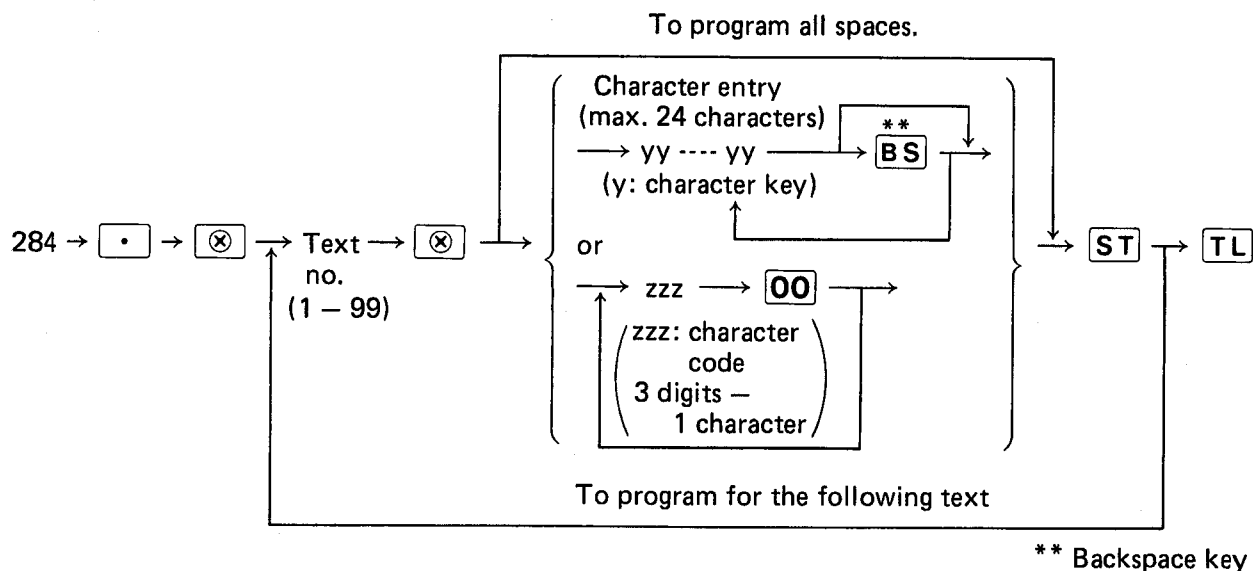 To program all spaces.
Character entry
(max. 24 characters)
**
yy ---- yy BS
(y: character key)
284 → • → ⊗ → Text → ⊗
no.
(1 – 99)
or
ST → TL
zzz → 00
(zzz: character
code
3 digits –
1 character)
To program for the following text
** Backspace key